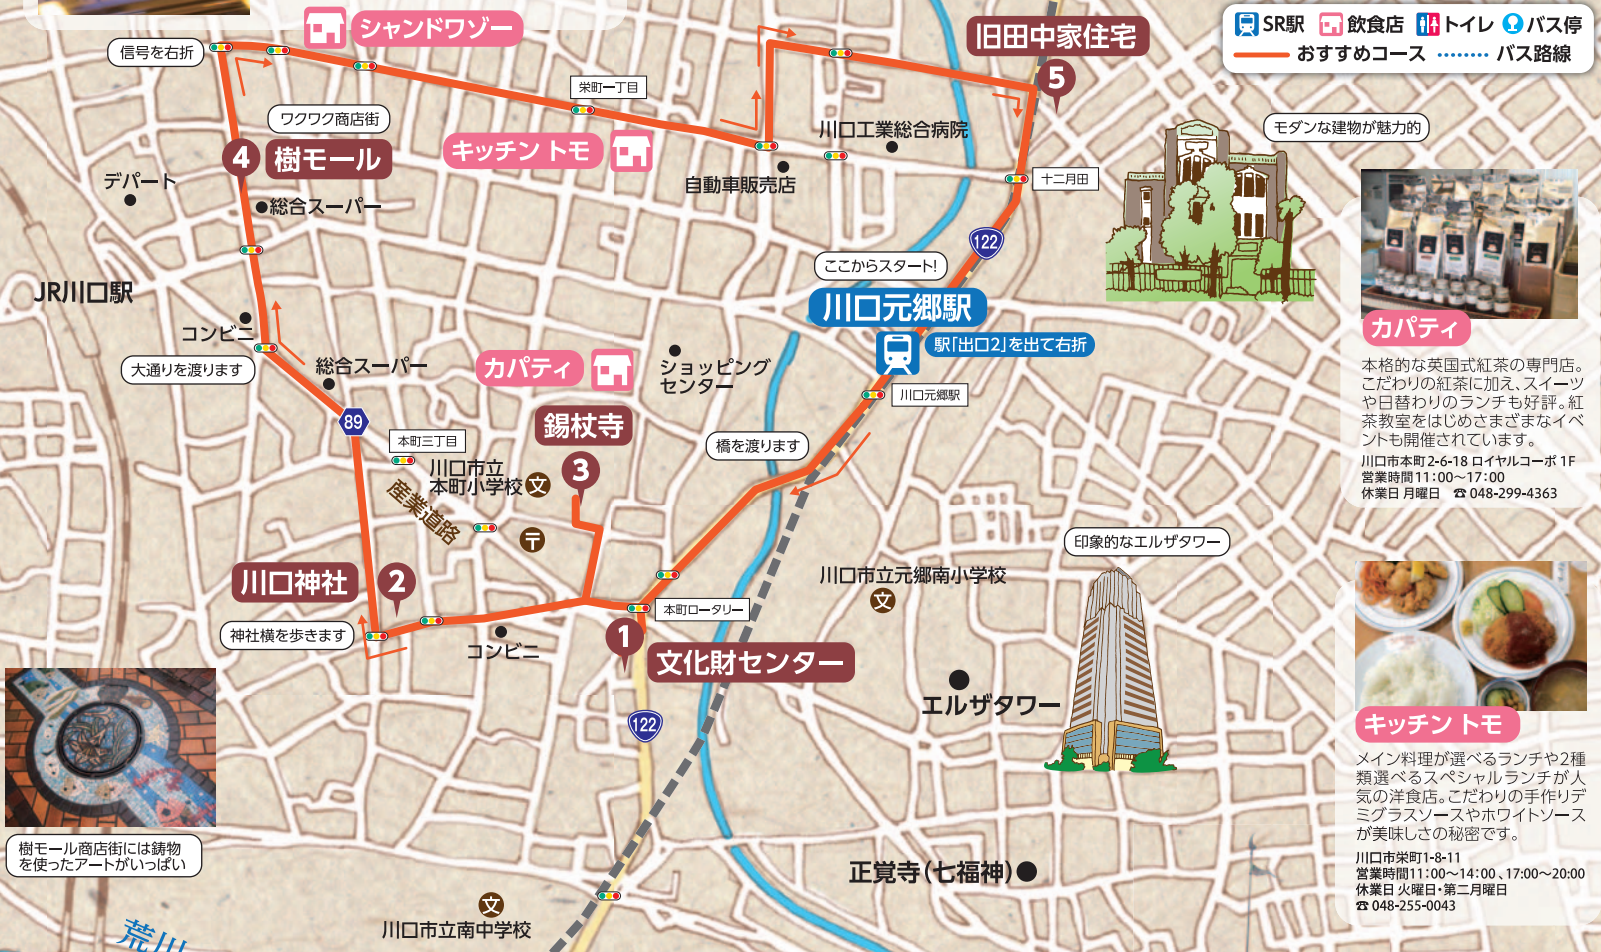 SR駅 飲食店 トイレ バス停
おすすめコース バス路線
シャンドワゾー
旧田中家住宅
5
信号を右折
栄町一丁目
ワクワク商店街
4 樹モール
キッチン トモ
川口工業総合病院
モダンな建物が魅力的
自動車販売店
十二月田
デパート
総合スーパー
122
ここからスタート!
JR川口駅
川口元郷駅
駅「出口2」を出て右折
コンビニ
大通りを渡ります
総合スーパー
カパティ
ショッピング
センター
川口元郷駅
89
錫杖寺
3
本町三丁目
橋を渡ります
川口市立
本町小学校
文
産業道路
〒
川口神社
2
神社横を歩きます
コンビニ
本町ロータリー
1
文化財センター
122
川口市立元郷南小学校
文
印象的なエルザタワー
エルザタワー
正覚寺(七福神)
文
川口市立南中学校
荒川
樹モール商店街には鋳物
を使ったアートがいっぱい
カパティ
本格的な英国式紅茶の専門店。
こだわりの紅茶に加え、スイーツ
や日替わりのランチも好評。紅
茶教室をはじめさまざまなイベ
ントも開催されています。
川口市本町2-6-18 ロイヤルコーポ 1F
営業時間11:00〜17:00
休業日 月曜日 ☎ 048-299-4363
キッチン トモ
メイン料理が選べるランチや2種
類選べるスペシャルランチが人
気の洋食店。こだわりの手作りデ
ミグラスソースやホワイトソース
が美味しさの秘密です。
川口市栄町1-8-11
営業時間11:00〜14:00、17:00〜20:00
休業日 火曜日・第二月曜日
☎ 048-255-0043